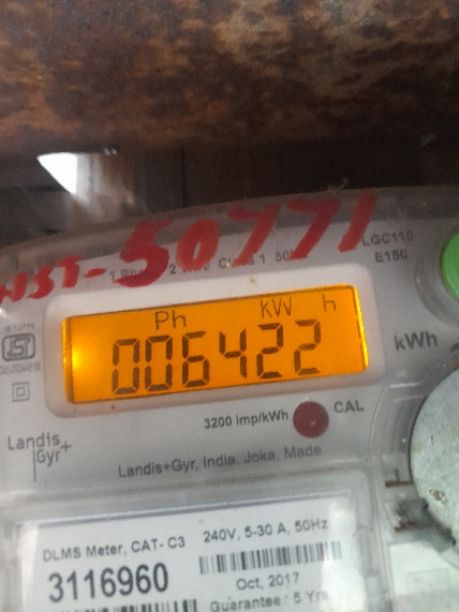 NST-50771
LGC110
E150
Ph KW h
006422
kWh
3200 imp/kWh CAL
Landis
Gyr+
Landis+Gyr, India, Joka, Made
DLMS Meter, CAT- C3 240V, 5-30 A, 50Hz
3116960
Oct, 2017
Guarantee: 5 Yrs